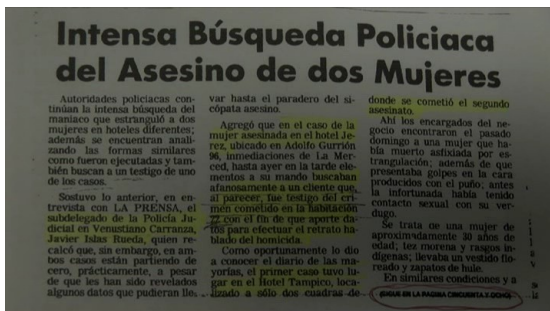 Intensa Búsqueda Policiaca
del Asesino de dos Mujeres
Autoridades policiacas con-
tinúan la intensa búsqueda del
maniaco que estranguló a dos
mujeres en hoteles diferentes;
además se encuentran anali-
zando las formas similares
como fueron ejecutadas y tam-
bién buscan a un testigo de uno
de los casos.
Sostuvo lo anterior, en en-
trevista con LA PRENSA, el
subdelegado de la Policía Ju-
dicial en Venustiano Carranza,
Javier Islas Rueda, quien re-
calcó que, sin embargo, en am-
bos casos están partiendo de
cero, prácticamente, a pesar
de que les han sido revelados
algunos datos que pudieran lle-
var hasta el paradero del si-
cópata asesino.
Agregó que en el caso de la
mujer asesinada en el hotel Je-
rez, ubicado en Adolfo Gurrión
96, inmediaciones de La Mer-
ced, hasta ayer en la tarde ele-
mentos a su mando buscaban
afanosamente a un cliente que,
al parecer, fue testigo del cri-
men cometido en la habitación
77 con el fin de que aporte da-
tos para efectuar el retrato ha-
blado del homicida.
Como oportunamente lo dio
a conocer el diario de las ma-
yorías, el primer caso tuvo lu-
gar en el Hotel Tampico, loca-
lizado a sólo dos cuadras de
donde se cometió el segundo
asesinato.
Ahí los encargados del ne-
gocio encontraron el pasado
domingo a una mujer que ha-
bía muerto asfixiada por es-
trangulación; además de que
presentaba golpes en la cara
producidos con el puño; antes
la infortunada había tenido
contacto sexual con su ver-
dugo.
Se trata de una mujer de
aproximadamente 30 años de
edad; tez morena y rasgos in-
dígenas; llevaba un vestido flo-
reado y zapatos de hule.
En similares condiciones y a
SIGUE EN LA PAGINA CINCUENTA Y OCHO